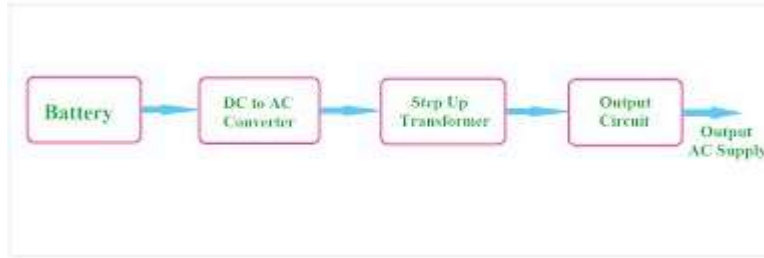 Battery
DC to AC
Converter
Step Up
Transformer
Output
Circuit
Output
AC Supply